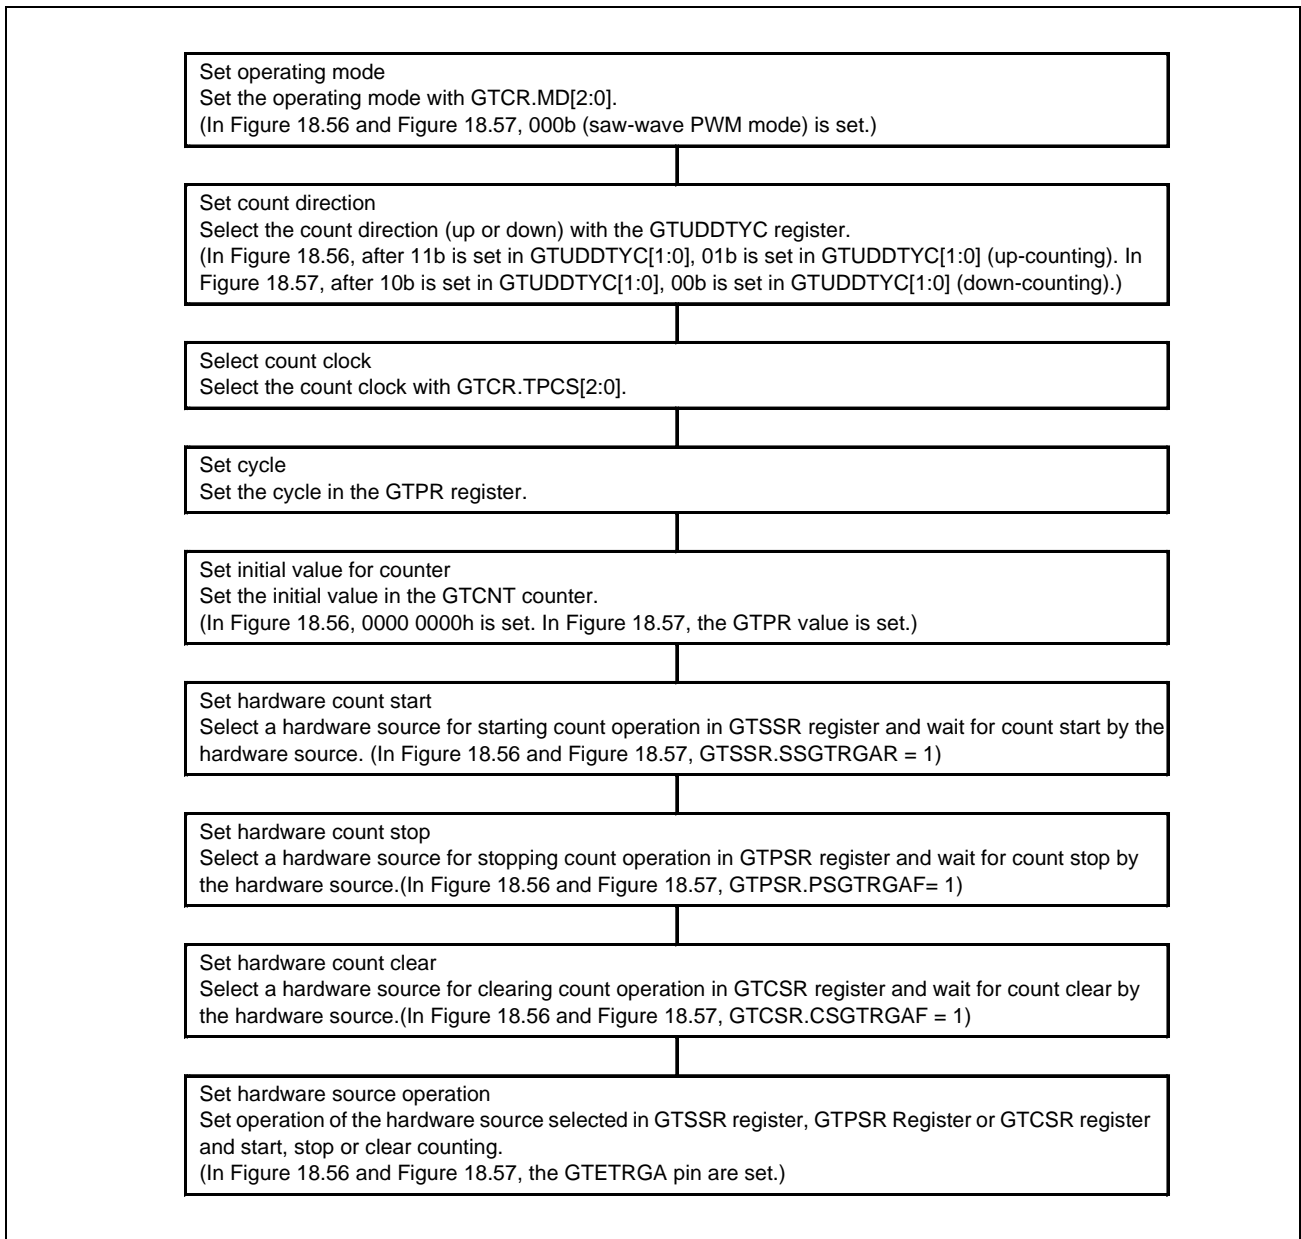 Set operating mode
Set the operating mode with GTCR.MD[2:0].
(In Figure 18.56 and Figure 18.57, 000b (saw-wave PWM mode) is set.)
Set count direction
Select the count direction (up or down) with the GTUDDTYC register.
(In Figure 18.56, after 11b is set in GTUDDTYC[1:0], 01b is set in GTUDDTYC[1:0] (up-counting). In
Figure 18.57, after 10b is set in GTUDDTYC[1:0], 00b is set in GTUDDTYC[1:0] (down-counting).)
Select count clock
Select the count clock with GTCR.TPCS[2:0].
Set cycle
Set the cycle in the GTPR register.
Set initial value for counter
Set the initial value in the GTCNT counter.
(In Figure 18.56, 0000 0000h is set. In Figure 18.57, the GTPR value is set.)
Set hardware count start
Select a hardware source for starting count operation in GTSSR register and wait for count start by the
hardware source. (In Figure 18.56 and Figure 18.57, GTSSR.SSGTRGAR = 1)
Set hardware count stop
Select a hardware source for stopping count operation in GTPSR register and wait for count stop by
the hardware source.(In Figure 18.56 and Figure 18.57, GTPSR.PSGTRGAF= 1)
Set hardware count clear
Select a hardware source for clearing count operation in GTCSR register and wait for count clear by
the hardware source.(In Figure 18.56 and Figure 18.57, GTCSR.CSGTRGAF = 1)
Set hardware source operation
Set operation of the hardware source selected in GTSSR register, GTPSR Register or GTCSR register
and start, stop or clear counting.
(In Figure 18.56 and Figure 18.57, the GTETRGA pin are set.)